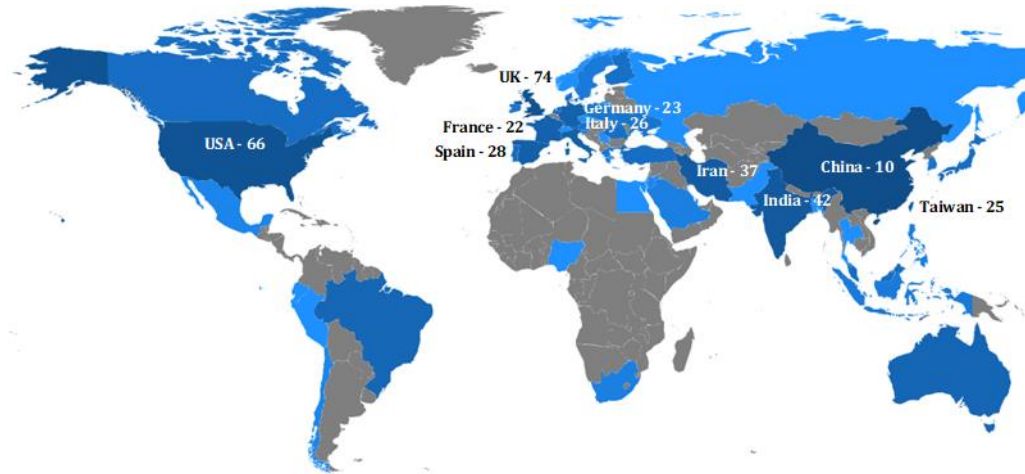 UK - 74
Germany - 23
Italy - 26
France - 22
Spain - 28
USA - 66
Iran - 37
China - 10
India - 42
Taiwan - 25